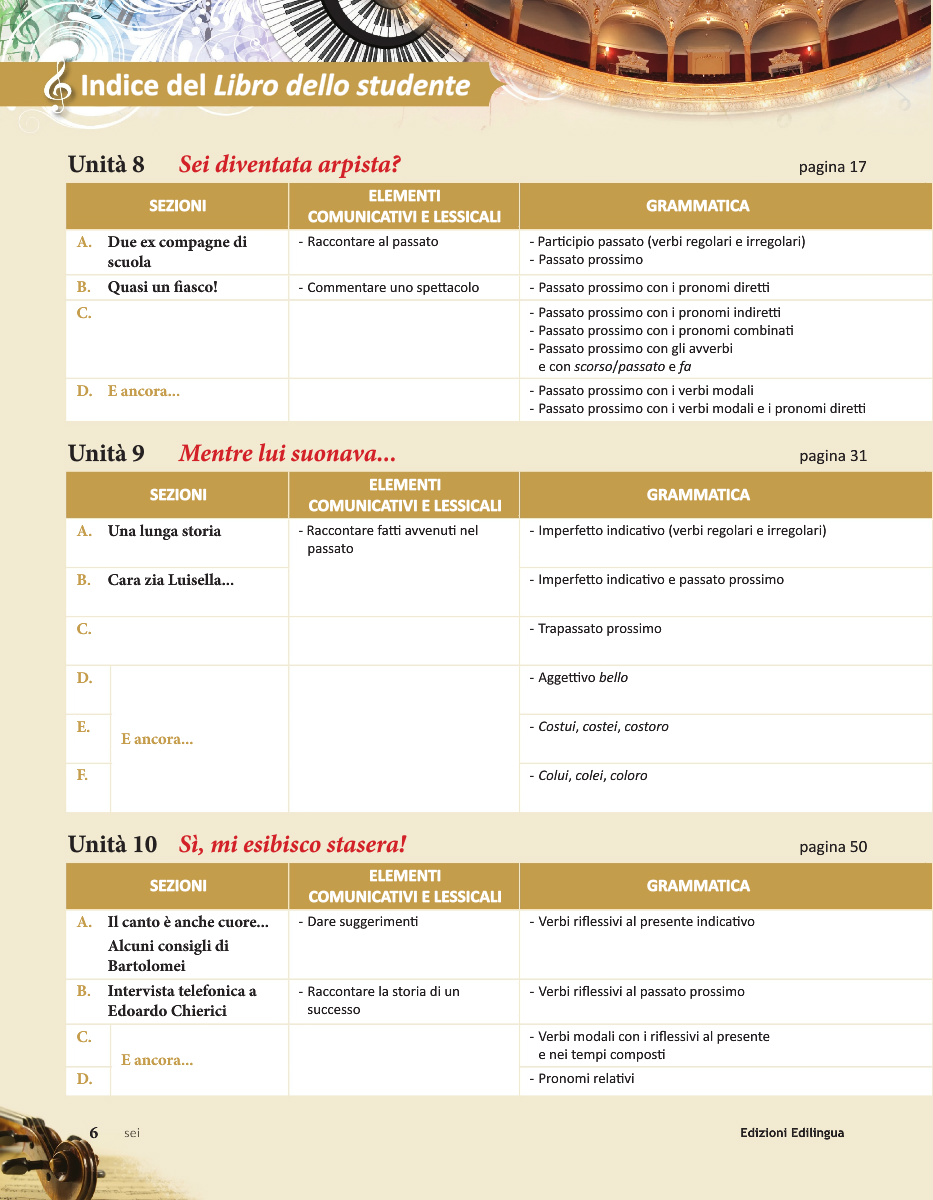 Indice del Libro dello studente
Unità 8 Sei diventata arpista? pagina 17
SEZIONI
ELEMENTI
COMUNICATIVI E LESSICALI
GRAMMATICA
A. Due ex compagne di
scuola
- Raccontare al passato
- Participio passato (verbi regolari e irregolari)
- Passato prossimo
B. Quasi un fiasco!
- Commentare uno spettacolo
- Passato prossimo con i pronomi diretti
C.
- Passato prossimo con i pronomi indiretti
- Passato prossimo con i pronomi combinati
- Passato prossimo con gli avverbi
e con scorso/passato e fa
D. E ancora...
- Passato prossimo con i verbi modali
- Passato prossimo con i verbi modali e i pronomi diretti
Unità 9 Mentre lui suonava... pagina 31
SEZIONI
ELEMENTI
COMUNICATIVI E LESSICALI
GRAMMATICA
A. Una lunga storia
- Raccontare fatti avvenuti nel
passato
- Imperfetto indicativo (verbi regolari e irregolari)
B. Cara zia Luisella...
- Imperfetto indicativo e passato prossimo
C.
- Trapassato prossimo
D.
- Aggettivo bello
E.
E ancora...
- Costui, costei, costoro
F.
- Colui, colei, coloro
Unità 10 Sì, mi esibisco stasera! pagina 50
SEZIONI
ELEMENTI
COMUNICATIVI E LESSICALI
GRAMMATICA
A. Il canto è anche cuore...
Alcuni consigli di
Bartolomei
- Dare suggerimenti
- Verbi riflessivi al presente indicativo
B. Intervista telefonica a
Edoardo Chierici
- Raccontare la storia di un
successo
- Verbi riflessivi al passato prossimo
C.
E ancora...
- Verbi modali con i riflessivi al presente
e nei tempi composti
D.
- Pronomi relativi
6 sei
Edizioni Edilingua